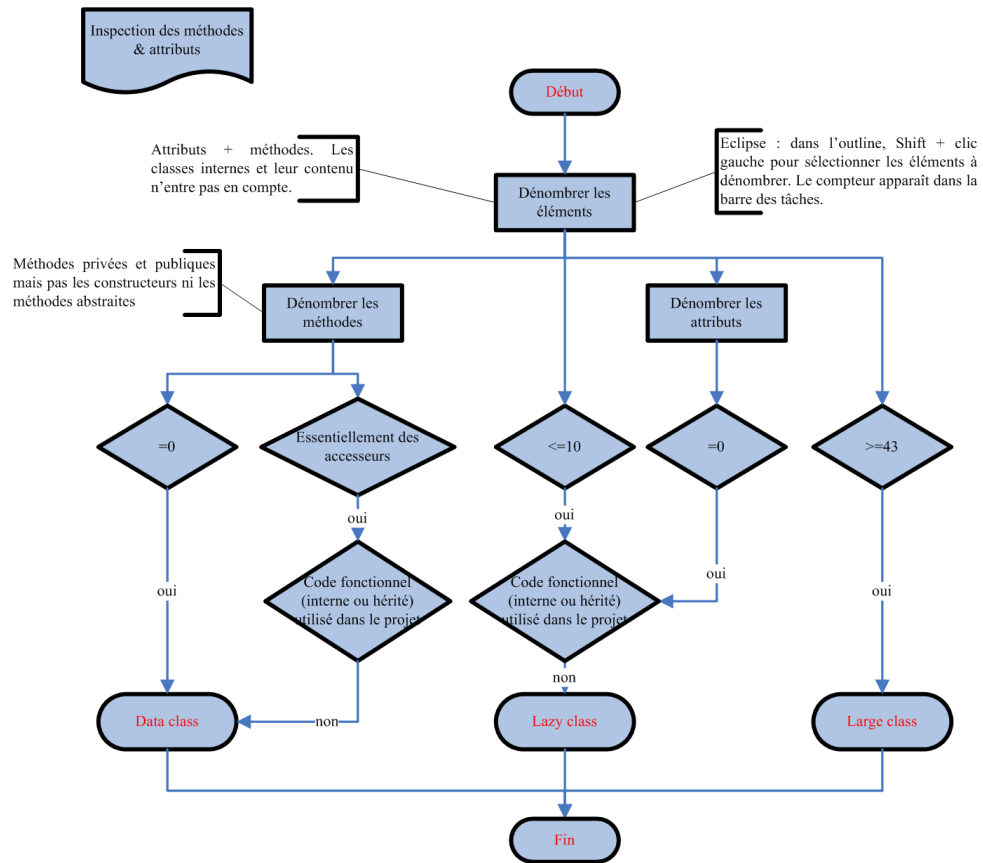 Inspection des méthodes
& attributs
Début
Attributs + méthodes. Les
classes internes et leur contenu
n'entre pas en compte.
Eclipse : dans l'outline, Shift + clic
gauche pour sélectionner les éléments à
dénombrer. Le compteur apparaît dans la
barre des tâches.
Dénombrer les
éléments
Méthodes privées et publiques
mais pas les constructeurs ni les
méthodes abstraites
Dénombrer les
méthodes
Dénombrer les
attributs
=0
Essentiellement des
accesseurs
<=10
=0
>=43
oui
oui
Code fonctionnel
(interne ou hérité)
utilisé dans le projet
Code fonctionnel
(interne ou hérité)
utilisé dans le projet
oui
oui
oui
non
Data class
non
Lazy class
Large class
Fin